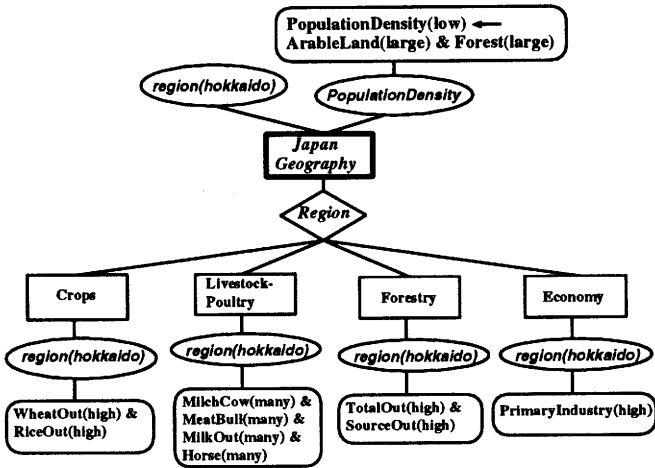 PopulationDensity(low) ←
ArableLand(large) & Forest(large)
region(hokkaido)
PopulationDensity
Japan
Geography
Region
Crops
Livestock-
Poultry
Forestry
Economy
region(hokkaido)
region(hokkaido)
region(hokkaido)
region(hokkaido)
WheatOut(high) &
RiceOut(high)
MilchCow(many) &
MeatBull(many) &
MilkOut(many) &
Horse(many)
TotalOut(high) &
SourceOut(high)
PrimaryIndustry(high)